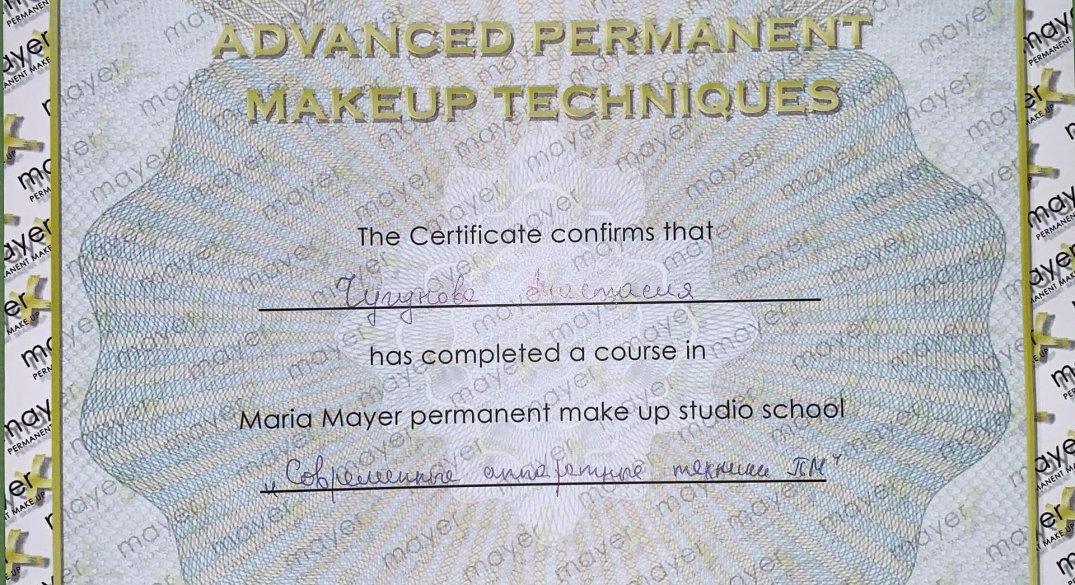 ADVANCED PERMANENT
MAKEUP TECHNIQUES
The Certificate confirms that
Чугунова Анастасия
has completed a course in
Maria Mayer permanent make up studio school
„Современные аппаратные техники ПМ"